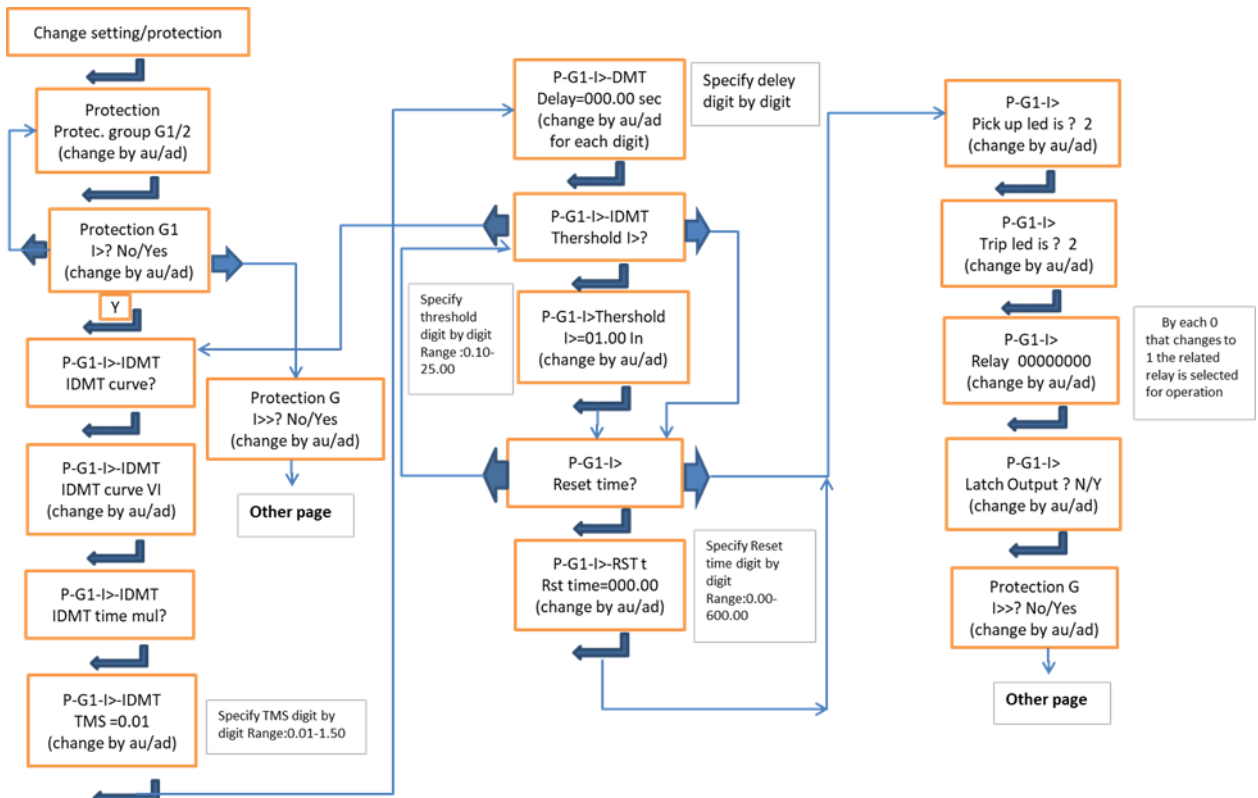 Change setting/protection
Protection
Protec. group G1/2
(change by au/ad)
Protection G1
I>? No/Yes
(change by au/ad)
Y
P-G1-I>-IDMT
IDMT curve?
P-G1-I>-IDMT
IDMT curve VI
(change by au/ad)
P-G1-I>-IDMT
IDMT time mul?
P-G1-I>-IDMT
TMS =0.01
(change by au/ad)
Specify TMS digit by
digit Range:0.01-1.50
Protection G
I>>? No/Yes
(change by au/ad)
Other page
P-G1-I>-DMT
Delay=000.00 sec
(change by au/ad
for each digit)
Specify deley
digit by digit
P-G1-I>-IDMT
Thershold I>?
Specify
threshold
digit by digit
Range :0.10-
25.00
P-G1-I>Thershold
I>=01.00 In
(change by au/ad)
P-G1-I>
Reset time?
P-G1-I>-RST t
Rst time=000.00
(change by au/ad)
Specify Reset
time digit by
digit
Range:0.00-
600.00
P-G1-I>
Pick up led is ? 2
(change by au/ad)
P-G1-I>
Trip led is ? 2
(change by au/ad)
P-G1-I>
Relay 00000000
(change by au/ad)
By each 0
that changes to
1 the related
relay is selected
for operation
P-G1-I>
Latch Output ? N/Y
(change by au/ad)
Protection G
I>>? No/Yes
(change by au/ad)
Other page